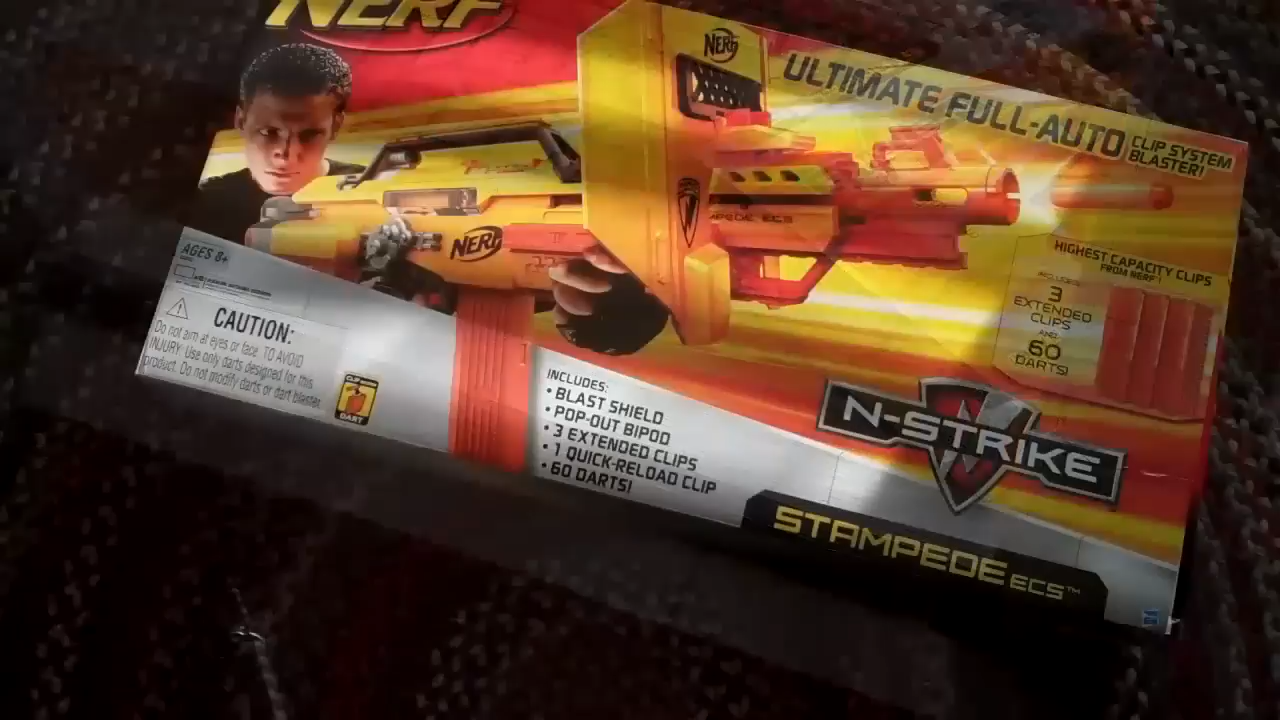 NERF
NERF
ULTIMATE FULL-AUTO CLIP SYSTEM
BLASTER!
NERF
HIGHEST CAPACITY CLIPS
FROM NERF!
INCLUDES
3
EXTENDED
CLIPS
AND
60
DARTS!
AGES 8+
CAUTION:
Do not aim at eyes or face. TO AVOID
INJURY: Use only darts designed for this
product. Do not modify darts or dart blaster.
DART
INCLUDES:
• BLAST SHIELD
• POP-OUT BIPOD
• 3 EXTENDED CLIPS
• 1 QUICK-RELOAD CLIP
• 60 DARTS!
N-STRIKE
STAMPEDE ECS™